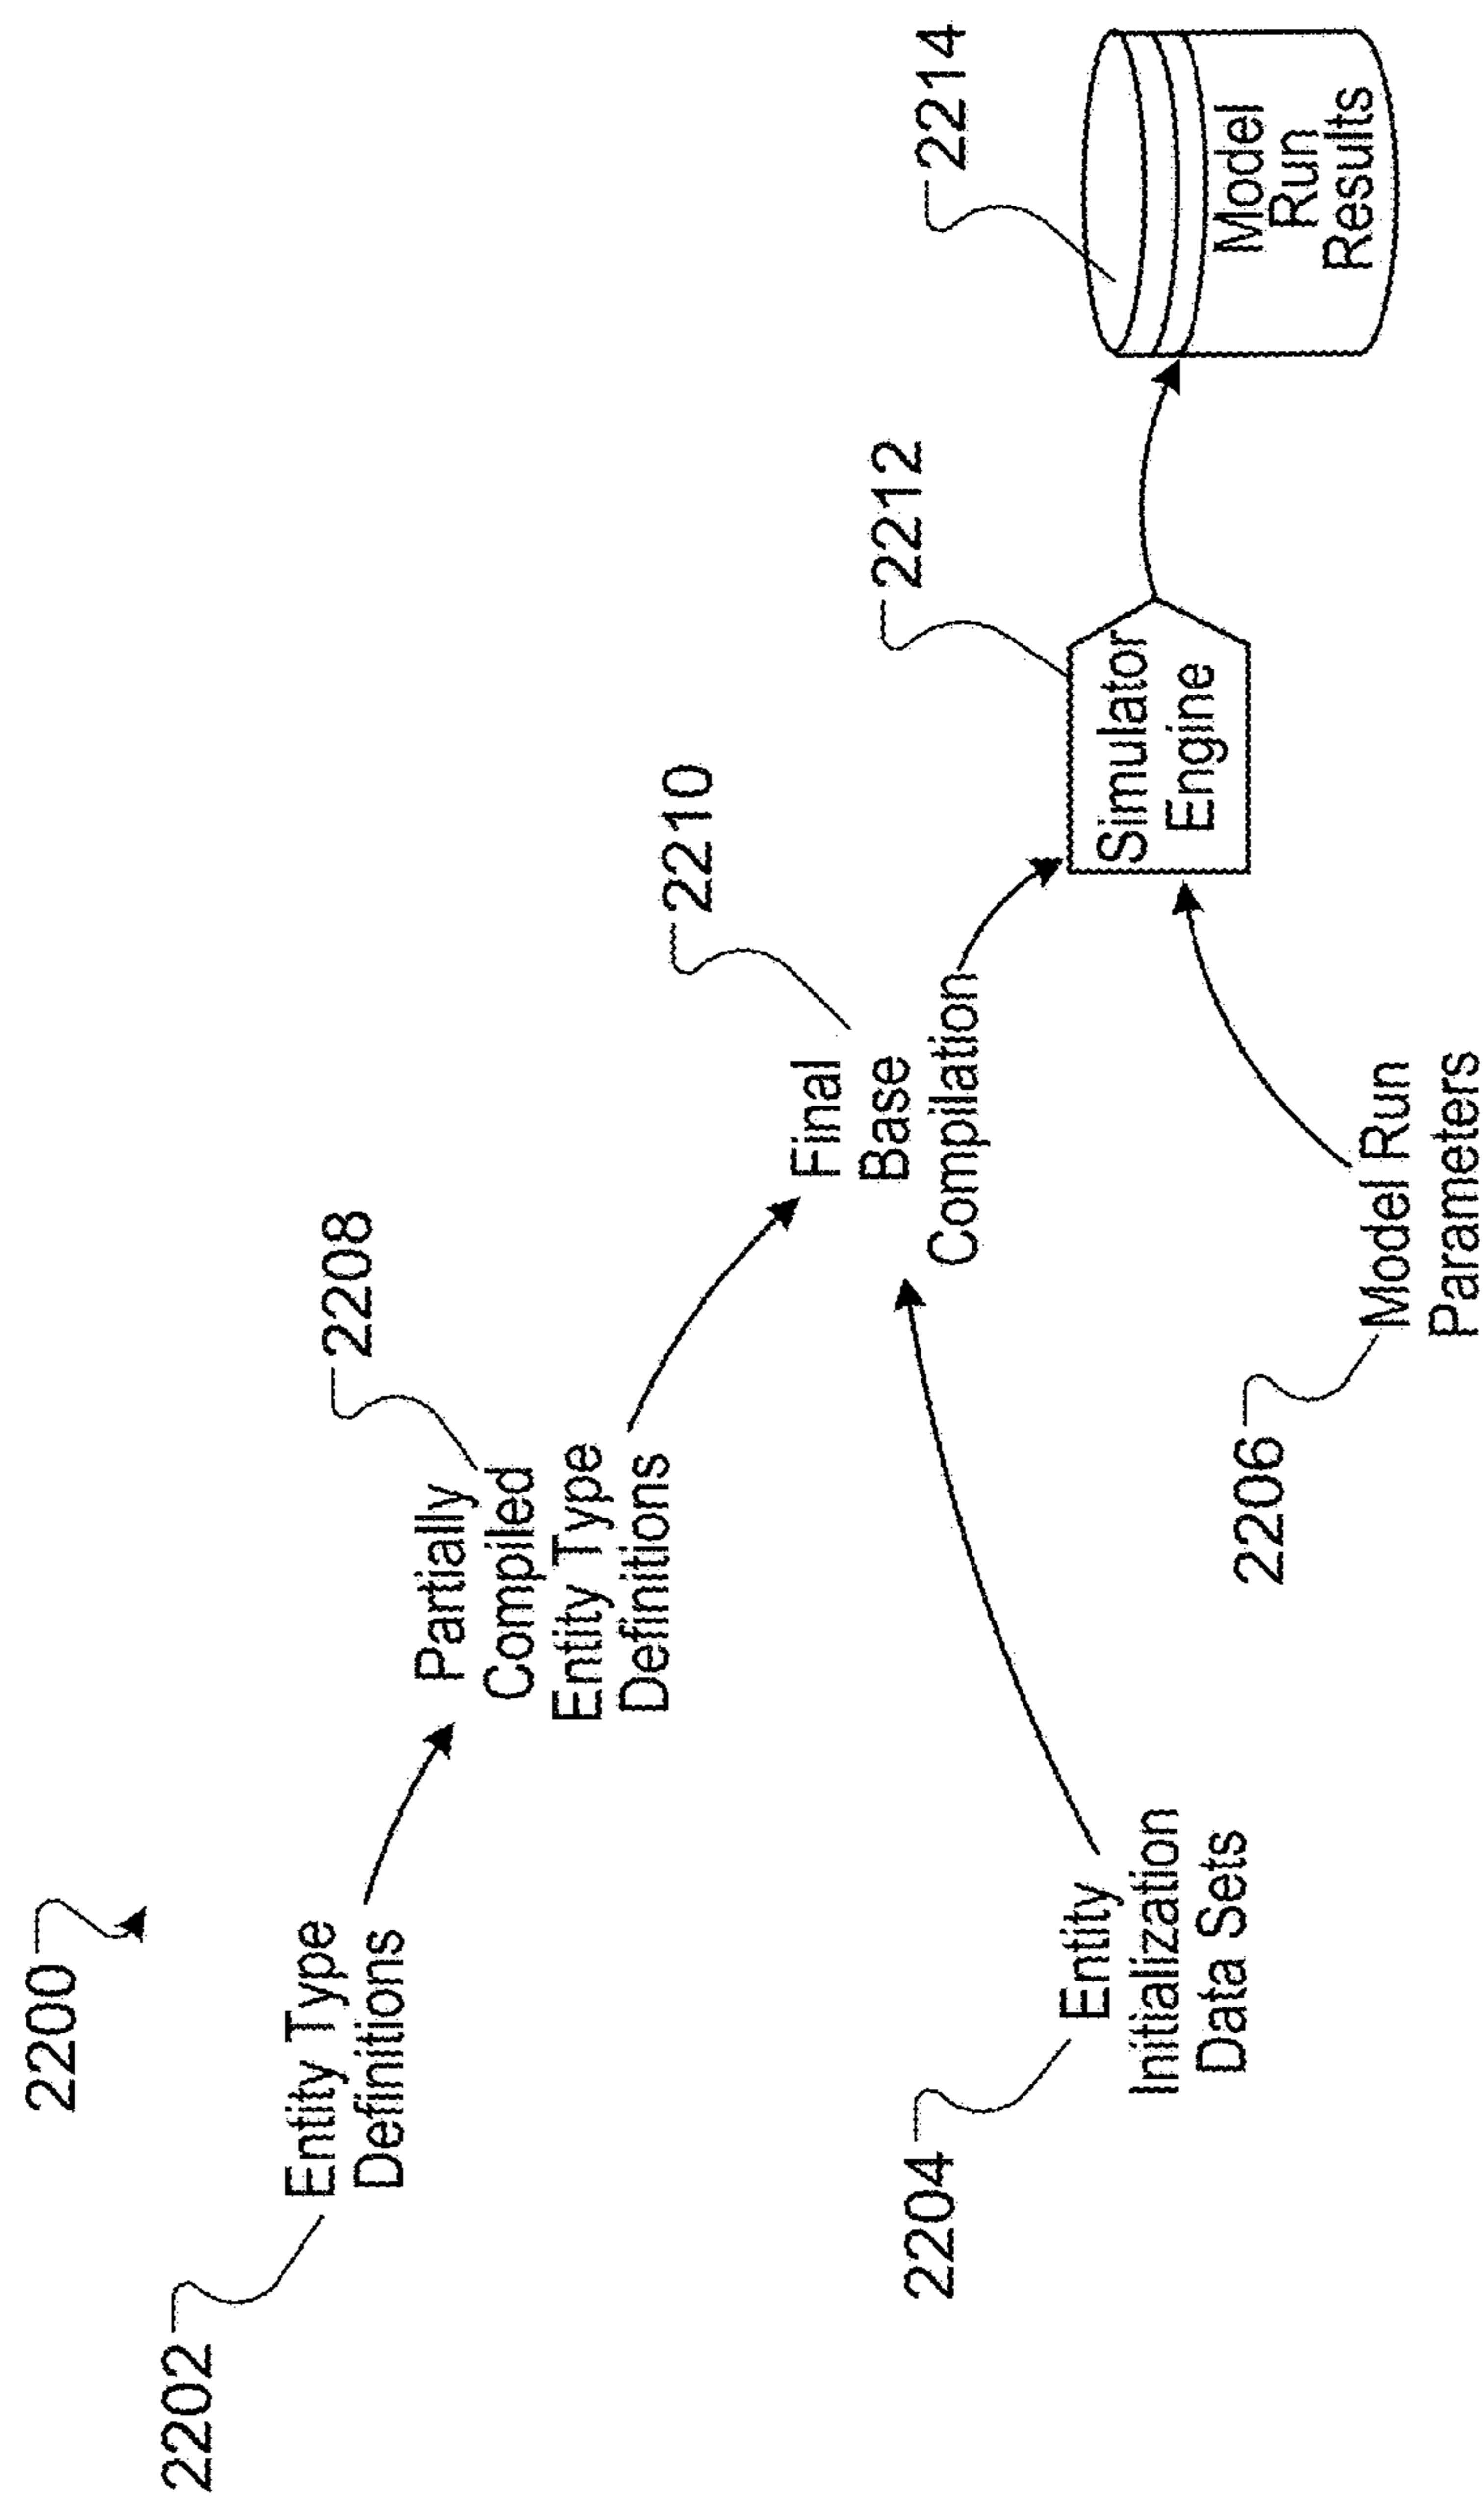 2200
2202
Entity Type
Definitions
2208
Partially
Compiled
Entity Type
Definitions
2210
Final
Base
Compilation
2204
Entity
Initialization
Data Sets
2206
Model Run
Parameters
2212
Simulator
Engine
2214
Model
Run
Results